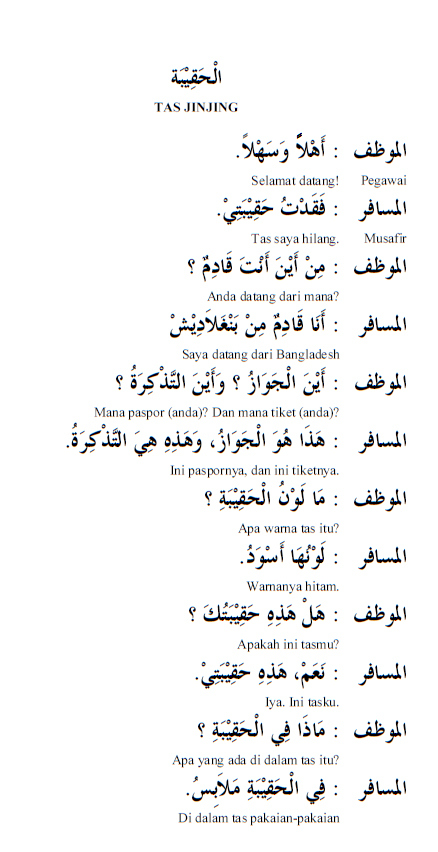 الْحَقِيْبَة
TAS JINJING
الموظف : أَهْلاً وَسَهْلاً.
Selamat datang! Pegawai
المسافر : فَقَدْتُ حَقِيْبَتِيْ.
Tas saya hilang. Musafir
الموظف : مِنْ أَيْنَ أَنْتَ قَادِمٌ ؟
Anda datang dari mana?
المسافر : أَنَا قَادِمٌ مِنْ بَنْغَلاَدِيْشْ
Saya datang dari Bangladesh
الموظف : أَيْنَ الْجَوَازُ ؟ وَأَيْنَ التَّذْكِرَةُ ؟
Mana paspor (anda)? Dan mana tiket (anda)?
المسافر : هَذَا هُوَ الْجَوَازُ، وَهَذِهِ هِيَ التَّذْكِرَةُ.
Ini paspornya, dan ini tiketnya.
الموظف : مَا لَوْنُ الْحَقِيْبَةِ ؟
Apa warna tas itu?
المسافر : لَوْنُهَا أَسْوَدُ.
Warnanya hitam.
الموظف : هَلْ هَذِهِ حَقِيْبَتُكَ ؟
Apakah ini tasmu?
المسافر : نَعَمْ، هَذِهِ حَقِيْبَتِيْ.
Iya. Ini tasku.
الموظف : مَاذَا فِي الْحَقِيْبَةِ ؟
Apa yang ada di dalam tas itu?
المسافر : فِي الْحَقِيْبَةِ مَلاَبِسُ.
Di dalam tas pakaian-pakaian